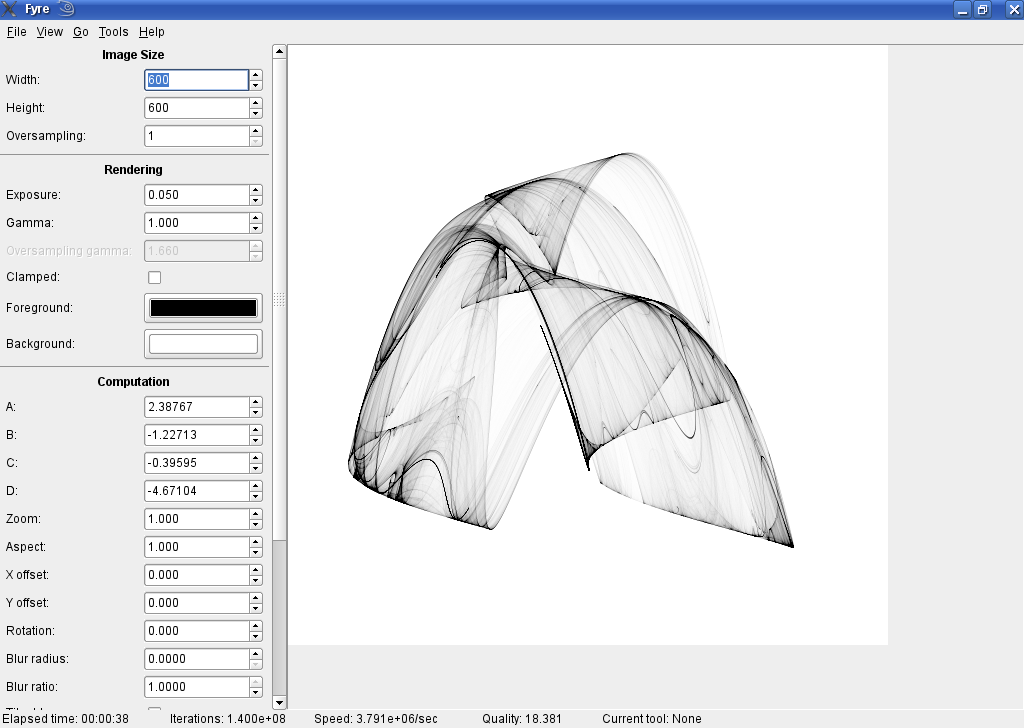 Fyre
File View Go Tools Help
Image Size
Width: 600
Height: 600
Oversampling: 1
Rendering
Exposure: 0.050
Gamma: 1.000
Oversampling gamma: 1.660
Clamped:
Foreground:
Background:
Computation
A: 2.38767
B: -1.22713
C: -0.39595
D: -4.67104
Zoom: 1.000
Aspect: 1.000
X offset: 0.000
Y offset: 0.000
Rotation: 0.000
Blur radius: 0.0000
Blur ratio: 1.0000
Elapsed time: 00:00:38 Iterations: 1.400e+08 Speed: 3.791e+06/sec Quality: 18.381 Current tool: None